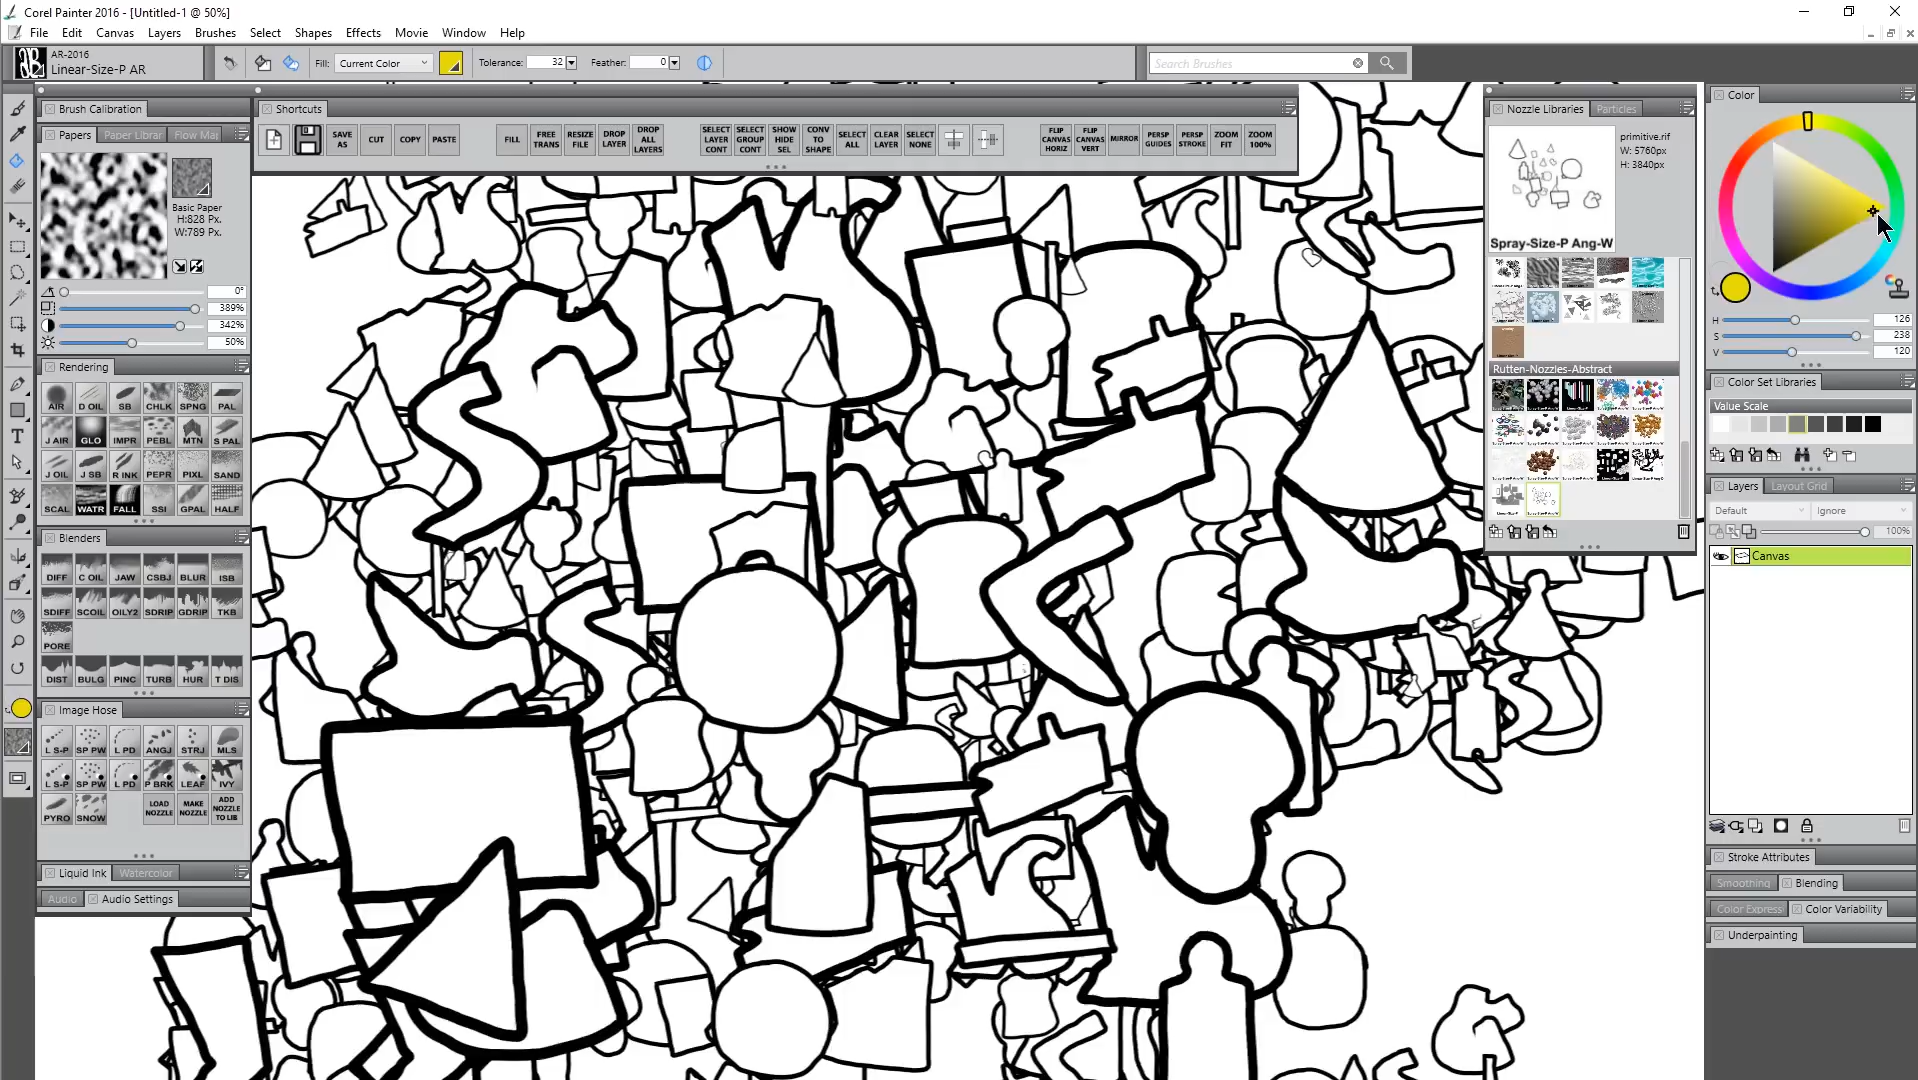 Corel Painter 2016 - [Untitled-1 @ 50%]
File Edit Canvas Layers Brushes Select Shapes Effects Movie Window Help
AR-2016
Linear-Size-P AR
Fill: Current Color Tolerance: 32 Feather: 0
Search Brushes
Brush Calibration
Papers Paper Librar Flow Ma
Basic Paper
H:828 Px.
W:789 Px.
0°
389%
342%
50%
Rendering
AIR D OIL SB CHLK SPNG PAL
J AIR GLO IMPR PEBL MTN S PAL
J OIL J SB R INK PEPR PIXL SAND
SCAL WATR FALL SSI GPAL HALF
Blenders
DIFF C OIL JAW CSBJ BLUR ISB
SDIFF SCOIL OILY2 SDRIP GDRIP TKB
PORE
DIST BULG PINC TURB HUR T DIS
Image Hose
L S-P SP PW L PD ANGJ STRJ MLS
L S-P SP PW L PD P BRK LEAF IVY
PYRO SNOW LOAD NOZZLE MAKE NOZZLE ADD NOZZLE TO LIB
Liquid Ink Watercolor
Audio Audio Settings
Shortcuts
SAVE AS CUT COPY PASTE FILL FREE TRANS RESIZE FILE DROP LAYER DROP ALL LAYERS SELECT LAYER CONT SELECT GROUP CONT SHOW HIDE SEL CONV TO SHAPE SELECT ALL CLEAR LAYER SELECT NONE FLIP CANVAS HORIZ FLIP CANVAS VERT MIRROR PERSP GUIDES PERSP STROKE ZOOM FIT ZOOM 100%
Nozzle Libraries Particles
primitive.rif
W: 5760px
H: 3840px
Spray-Size-P Ang-W
Rutten-Nozzles-Abstract
Color
H 126
S 238
V 120
Color Set Libraries
Value Scale
Layers Layout Grid
Default Ignore
100%
Canvas
Stroke Attributes
Smoothing Blending
Color Express Color Variability
Underpainting